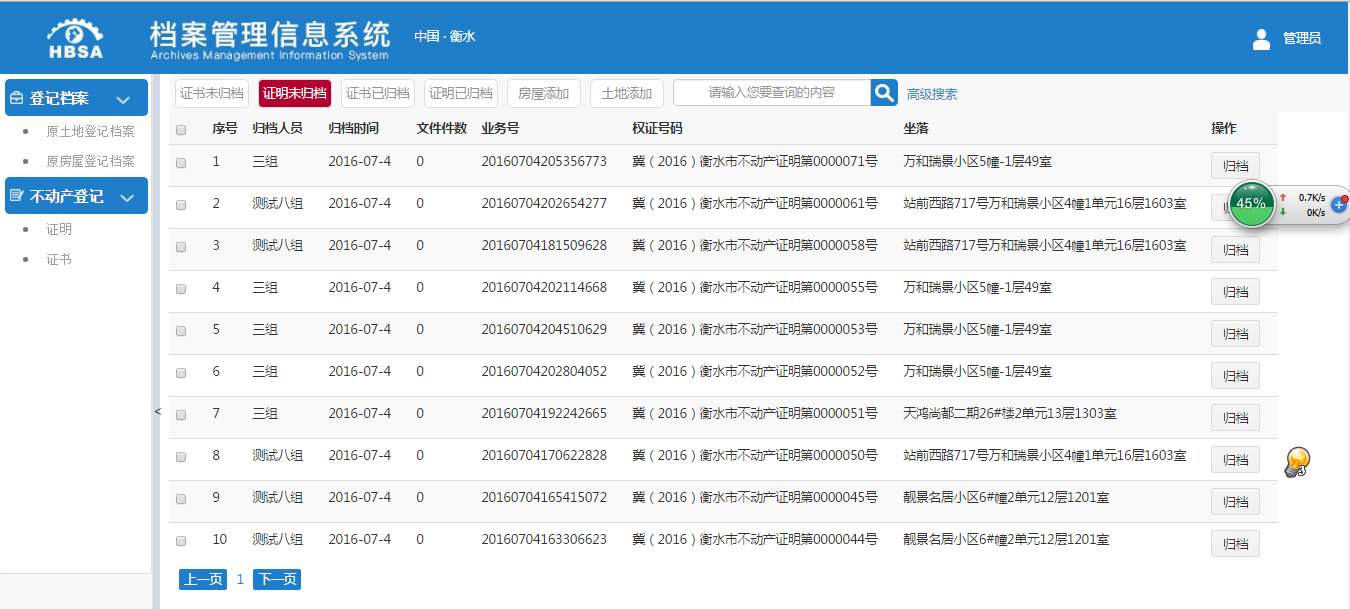 HBSA
档案管理信息系统
Archives Management Information System
中国 · 衡水
管理员
登记档案
原土地登记档案
原房屋登记档案
不动产登记
证明
证书
<
证书未归档 证明未归档 证书已归档 证明已归档 房屋添加 土地添加 请输入您要查询的内容 高级搜索
序号 归档人员 归档时间 文件件数 业务号 权证号码 坐落 操作
1 三组 2016-07-4 0 20160704205356773 冀（2016）衡水市不动产证明第0000071号 万和瑞景小区5幢-1层49室 归档
2 测试八组 2016-07-4 0 20160704202654277 冀（2016）衡水市不动产证明第0000061号 站前西路717号万和瑞景小区4幢1单元16层1603室
45% 0.7K/s
0K/s
3 测试八组 2016-07-4 0 20160704181509628 冀（2016）衡水市不动产证明第0000058号 站前西路717号万和瑞景小区4幢1单元16层1603室 归档
4 三组 2016-07-4 0 20160704202114668 冀（2016）衡水市不动产证明第0000055号 万和瑞景小区5幢-1层49室 归档
5 三组 2016-07-4 0 20160704204510629 冀（2016）衡水市不动产证明第0000053号 万和瑞景小区5幢-1层49室 归档
6 三组 2016-07-4 0 20160704202804052 冀（2016）衡水市不动产证明第0000052号 万和瑞景小区5幢-1层49室 归档
7 三组 2016-07-4 0 20160704192242665 冀（2016）衡水市不动产证明第0000051号 天鸿尚都二期26#楼2单元13层1303室 归档
8 测试八组 2016-07-4 0 20160704170622828 冀（2016）衡水市不动产证明第0000050号 站前西路717号万和瑞景小区4幢1单元16层1603室 归档
3
9 测试八组 2016-07-4 0 20160704165415072 冀（2016）衡水市不动产证明第0000045号 靓景名居小区6#幢2单元12层1201室 归档
10 测试八组 2016-07-4 0 20160704163306623 冀（2016）衡水市不动产证明第0000044号 靓景名居小区6#幢2单元12层1201室 归档
上一页 1 下一页